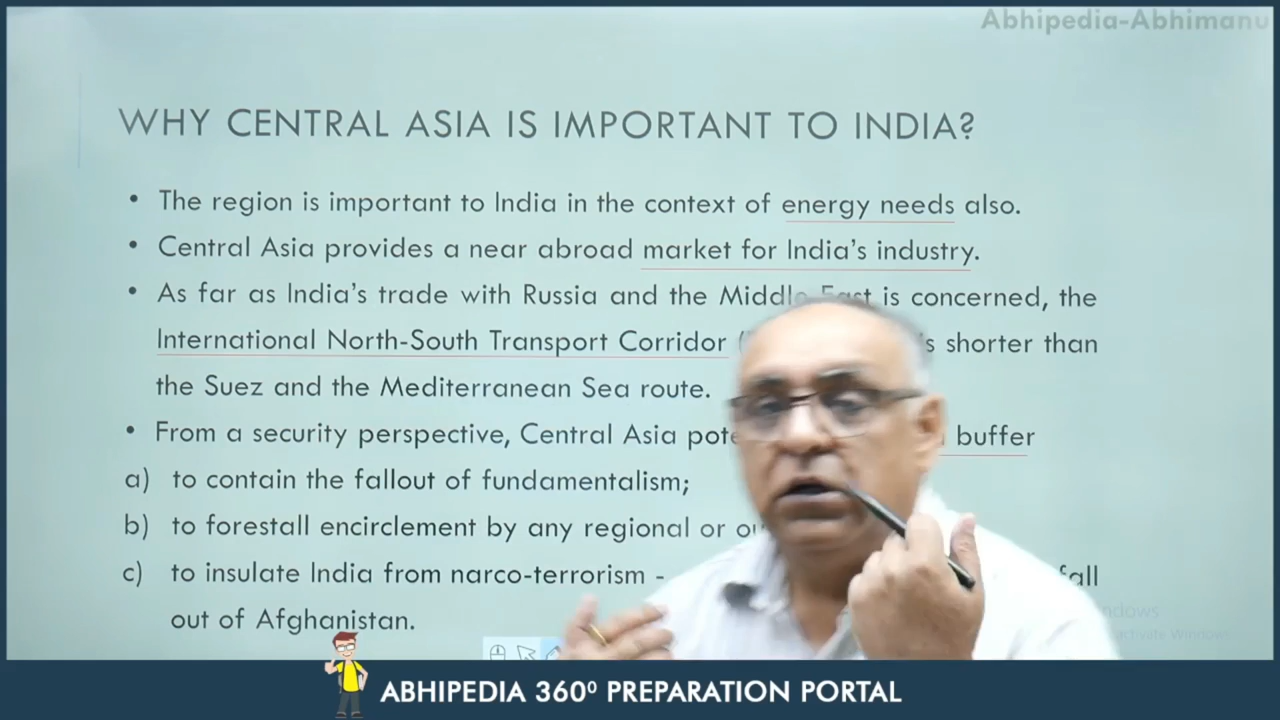 Abhipedia-Abhimanu
WHY CENTRAL ASIA IS IMPORTANT TO INDIA?
• The region is important to India in the context of energy needs also.
• Central Asia provides a near abroad market for India's industry.
• As far as India's trade with Russia and the Middle East is concerned, the
International North-South Transport Corridor shorter than
the Suez and the Mediterranean Sea route.
• From a security perspective, Central Asia buffer
a) to contain the fallout of fundamentalism;
b) to forestall encirclement by any regional or
c) to insulate India from narco-terrorism -
out of Afghanistan.
ABHIPEDIA 360⁰ PREPARATION PORTAL